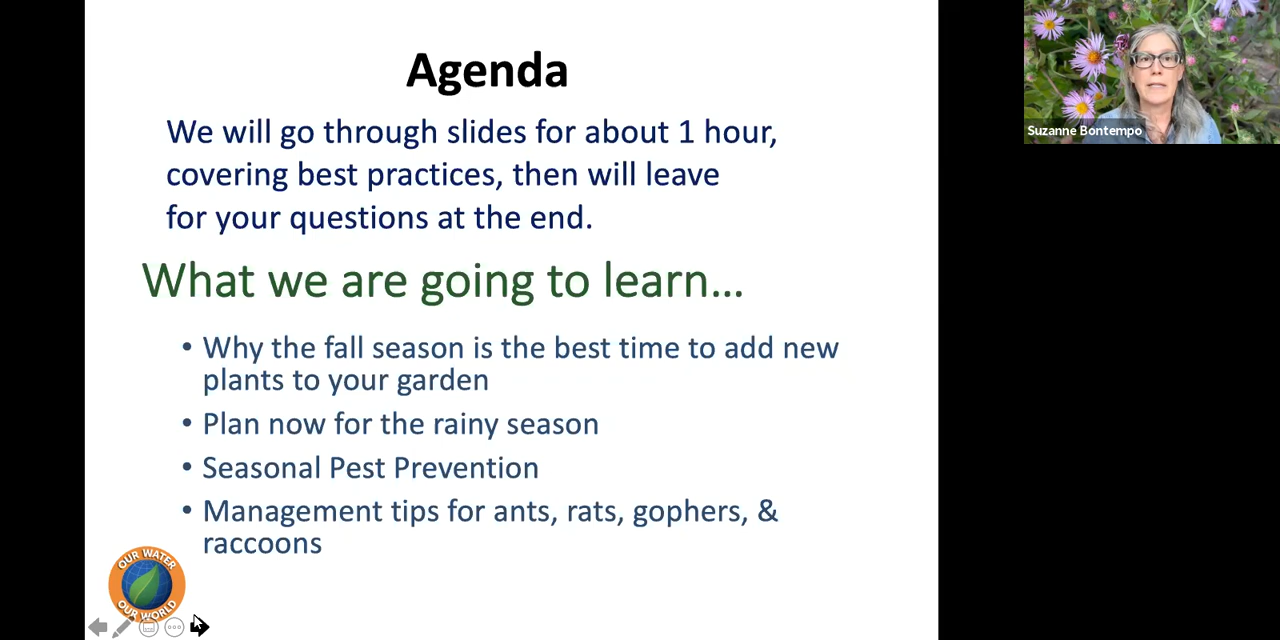 Agenda
We will go through slides for about 1 hour,
covering best practices, then will leave
for your questions at the end.
What we are going to learn…
• Why the fall season is the best time to add new
plants to your garden
• Plan now for the rainy season
• Seasonal Pest Prevention
• Management tips for ants, rats, gophers, &
raccoons
OUR WATER
OUR WORLD
Suzanne Bontempo